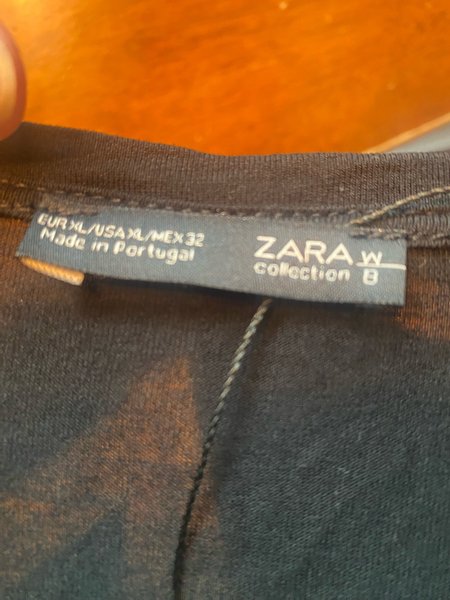 EUR XL/USA XL/MEX 32
Made in Portugal
ZARA W
collection B